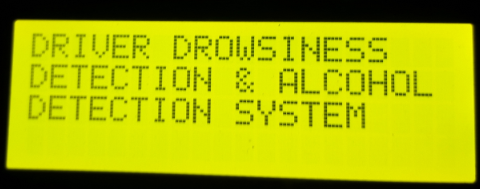 DRIVER DROWSINESS
DETECTION & ALCOHOL
DETECTION SYSTEM